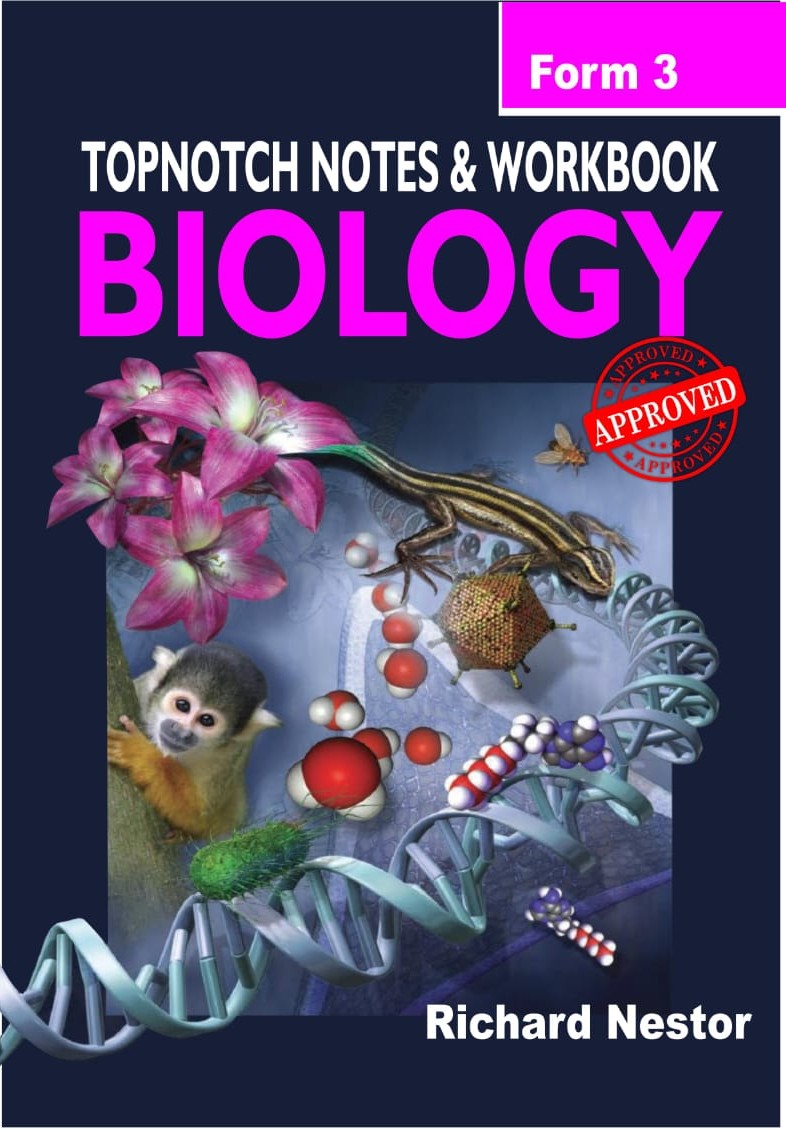 Form 3
TOPNOTCH NOTES & WORKBOOK
BIOLOGY
APPROVED
APPROVED
APPROVED
Richard Nestor